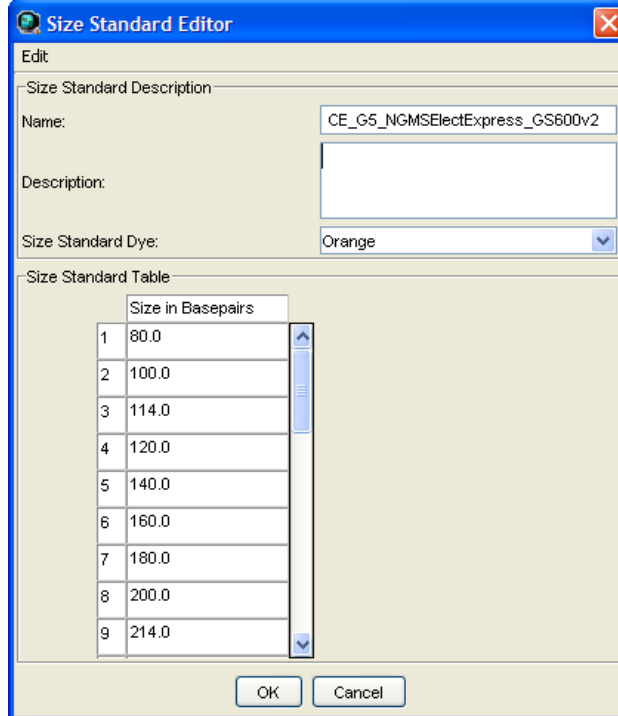 Size Standard Editor
Edit
Size Standard Description
Name: CE_G5_NGMSElectExpress_GS600v2
Description:
Size Standard Dye: Orange
Size Standard Table
Size in Basepairs
1 80.0
2 100.0
3 114.0
4 120.0
5 140.0
6 160.0
7 180.0
8 200.0
9 214.0
OK Cancel